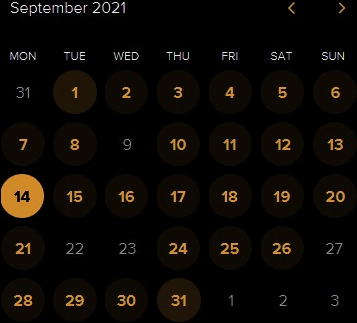 September 2021 < >
MON TUE WED THU FRI SAT SUN
31 1 2 3 4 5 6
7 8 9 10 11 12 13
14 15 16 17 18 19 20
21 22 23 24 25 26 27
28 29 30 31 1 2 3